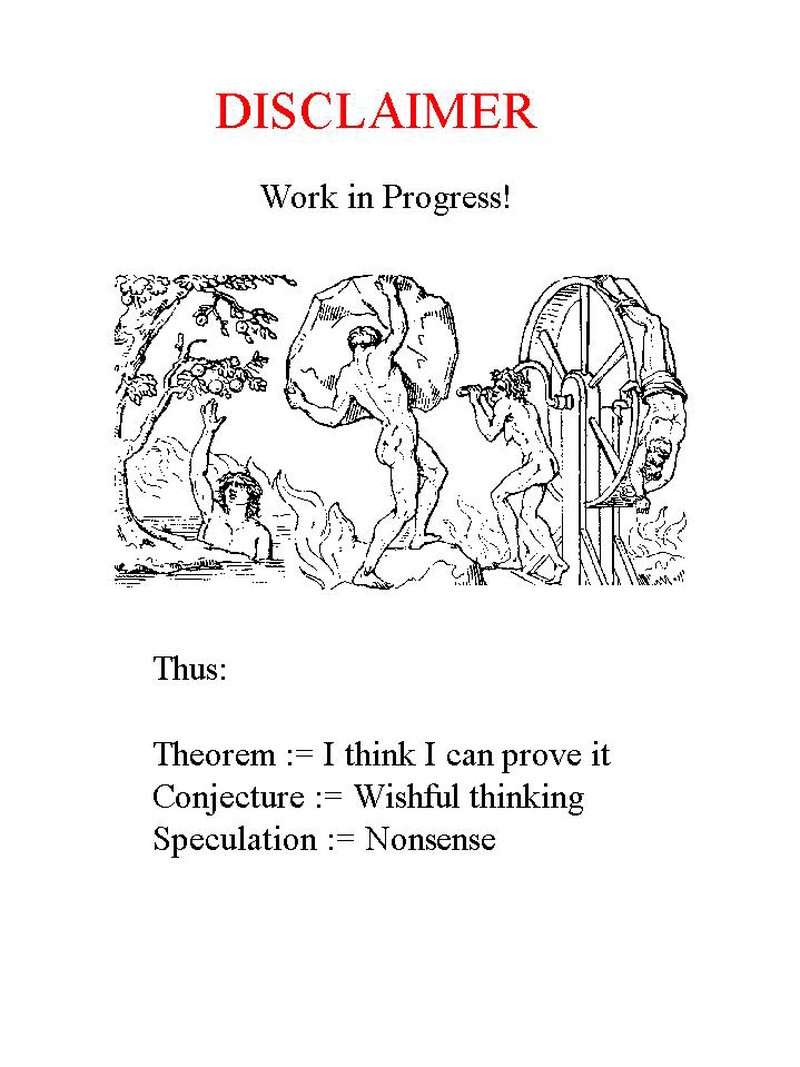 DISCLAIMER
Work in Progress!
Thus:
Theorem := I think I can prove it
Conjecture := Wishful thinking
Speculation := Nonsense